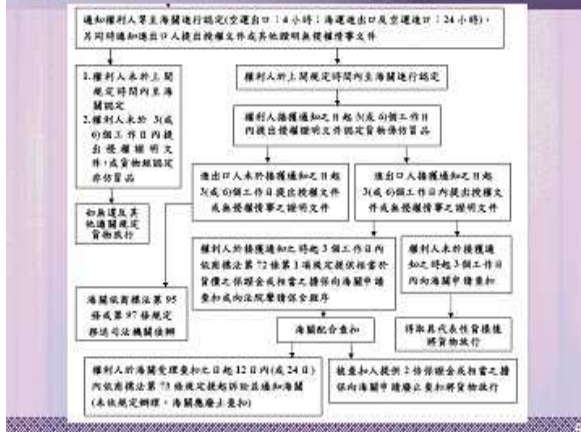 通知權利人單至海關進行認定(空運出口：4小時；海運進出口及空運進口：24小時)，
另同時通知進出口人提出授權文件或其他證明無侵權情事文件
1.權利人未於上開
規定時間內至海
關認定
2.權利人未於 3(或
6)個工作日內提
出侵權證明文
件，或貨物經認定
非仿冒品
如無違反其
他通關規定
貨物放行
權利人於上開規定時間內至海關進行認定
權利人接獲通知之日起3(或6)個工作日
內提出侵權證明文件認定貨物係仿冒品
進出口人未於接獲通知之日起
3(或6)個工作日提出授權文件
或無侵權情事之證明文件
進出口人於接獲通知之日起
3(或6)個工作日內提出授權文
件或無侵權情事之證明文件
海關依商標法第95
條或第97條規定
移送司法機關偵辦
權利人於接獲通知之時起3個工作日內
依商標法第72條第1項規定提供相當於
貨價之保證金或相當之擔保向海關申請
查扣或向法院聲請保全程序
權利人未於接獲通
知之時起3個工作日
內向海關申請查扣
海關配合查扣
得取具代表性貨樣後
將貨物放行
權利人於海關受理查扣之日起12日內(或24日)
內依商標法第73條規定提起訴訟並通知海關
(未依規定辦理，海關應廢止查扣)
被查扣人提供2倍保證金或相當之擔
保向海關申請廢止查扣將貨物放行